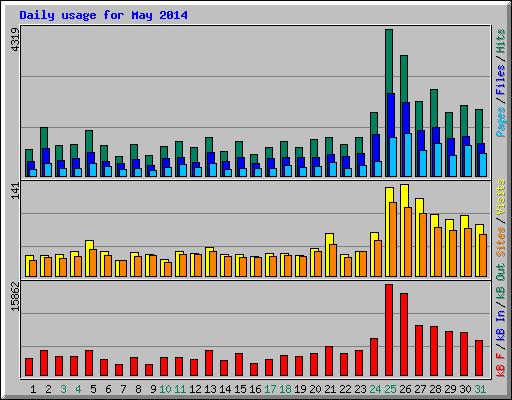 Daily usage for May 2014
4319
Pages / Files / Hits
141
Sites / Visits
15862
kB F / kB In / kB Out
1 2 3 4 5 6 7 8 9 10 11 12 13 14 15 16 17 18 19 20 21 22 23 24 25 26 27 28 29 30 31